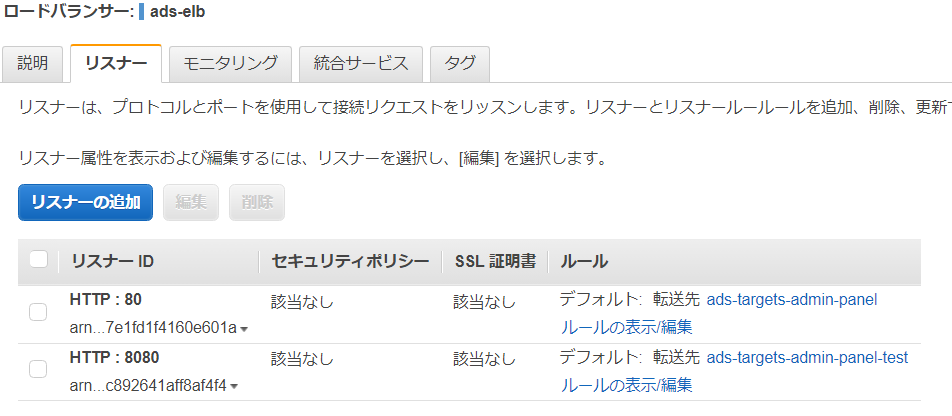 ロードバランサー: ads-elb
説明 リスナー モニタリング 統合サービス タグ
リスナーは、プロトコルとポートを使用して接続リクエストをリッスンします。リスナーとリスナールールールを追加、削除、更新
リスナー属性を表示および編集するには、リスナーを選択し、[編集] を選択します。
リスナーの追加 編集 削除
リスナー ID セキュリティポリシー SSL 証明書 ルール
HTTP : 80 該当なし 該当なし デフォルト: 転送先 ads-targets-admin-panel
arn...7e1fd1f4160e601a ルールの表示/編集
HTTP : 8080 該当なし 該当なし デフォルト: 転送先 ads-targets-admin-panel-test
arn...c892641aff8af4f4 ルールの表示/編集